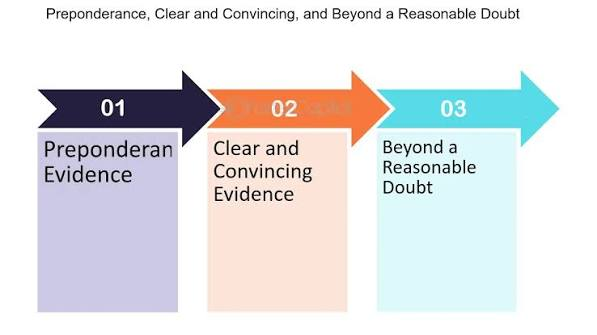 Preponderance, Clear and Convincing, and Beyond a Reasonable Doubt
01
02
03
Preponderan
Evidence
Clear and
Convincing
Evidence
Beyond a
Reasonable
Doubt